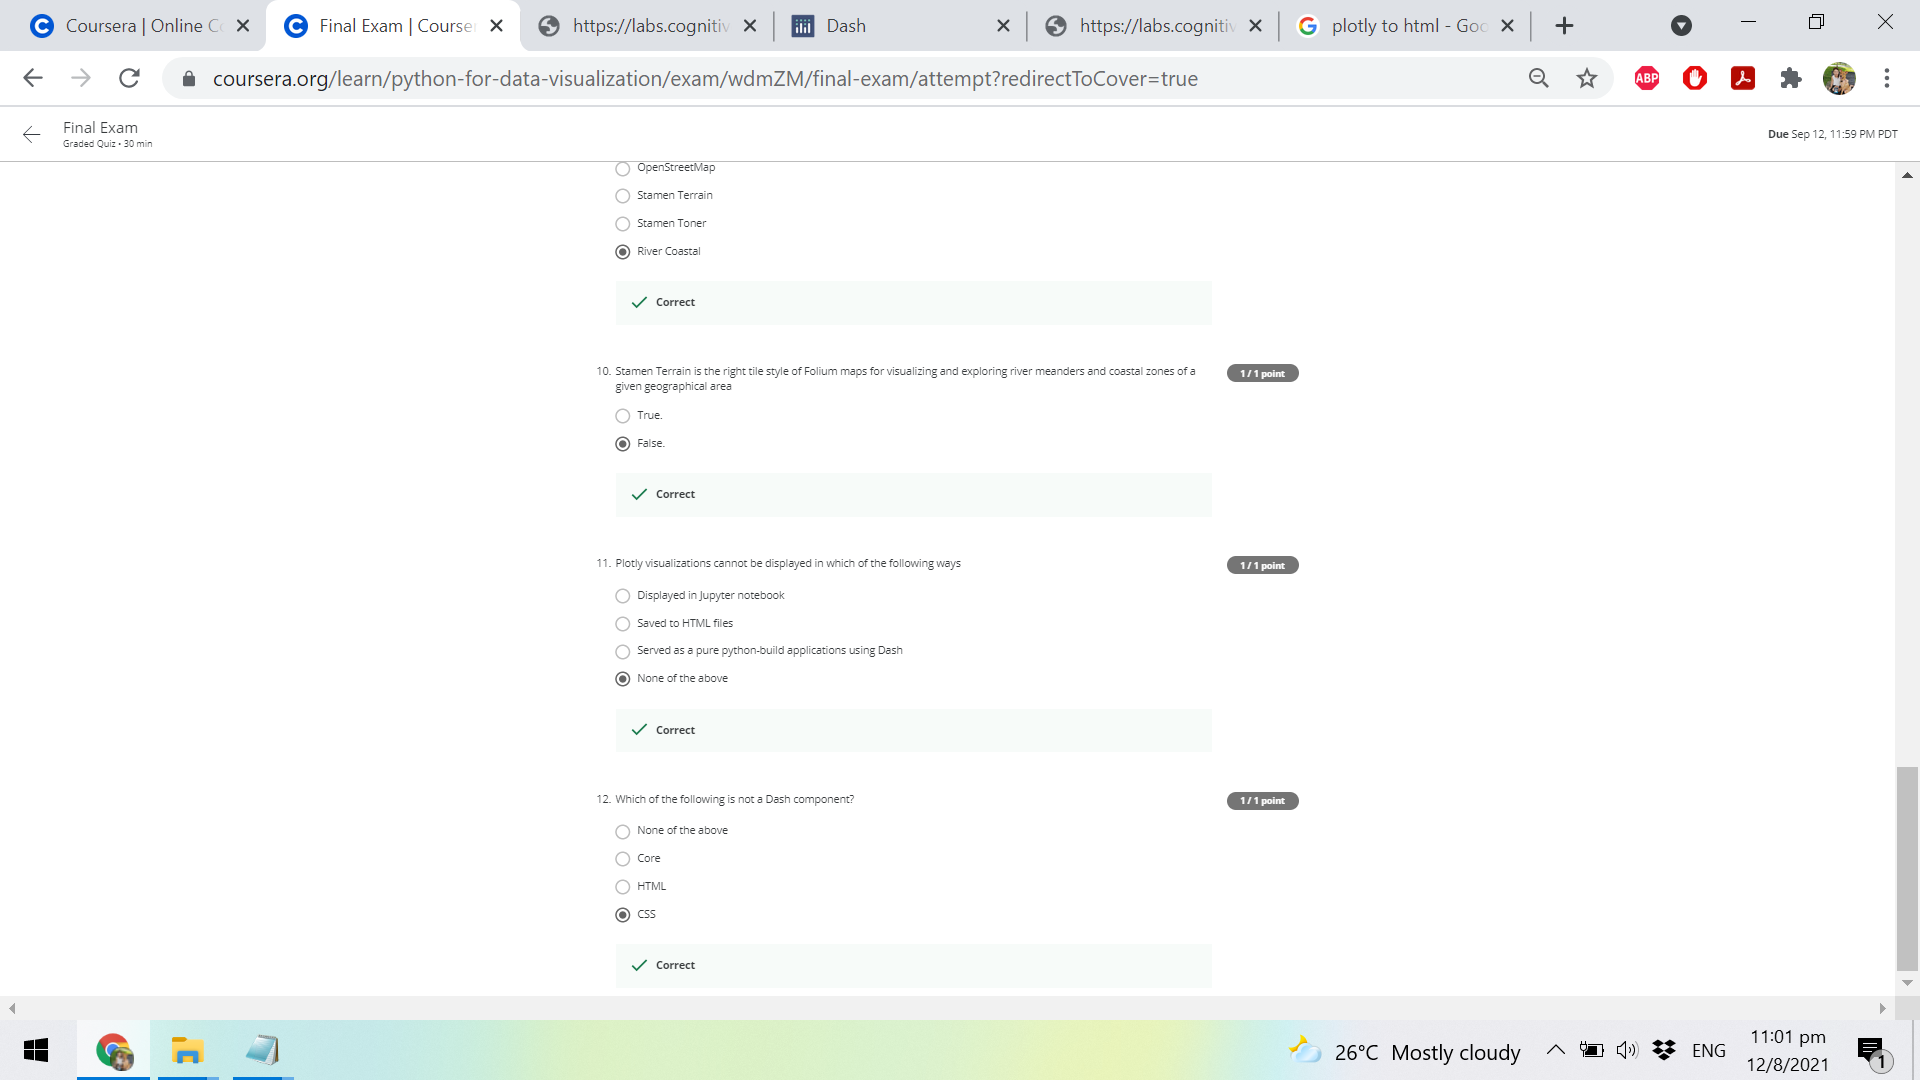 Coursera | Online C
Final Exam | Courser
https://labs.cognitiv
Dash
https://labs.cognitiv
plotly to html - Goo
coursera.org/learn/python-for-data-visualization/exam/wdmZM/final-exam/attempt?redirectToCover=true
ABP
Final Exam
Graded Quiz • 30 min
Due Sep 12, 11:59 PM PDT
OpenStreetMap
Stamen Terrain
Stamen Toner
River Coastal
Correct
10. Stamen Terrain is the right tile style of Folium maps for visualizing and exploring river meanders and coastal zones of a
given geographical area
1 / 1 point
True.
False.
Correct
11. Plotly visualizations cannot be displayed in which of the following ways
1 / 1 point
Displayed in Jupyter notebook
Saved to HTML files
Served as a pure python-build applications using Dash
None of the above
Correct
12. Which of the following is not a Dash component?
1 / 1 point
None of the above
Core
HTML
CSS
Correct
26°C Mostly cloudy
ENG
11:01 pm
12/8/2021
1